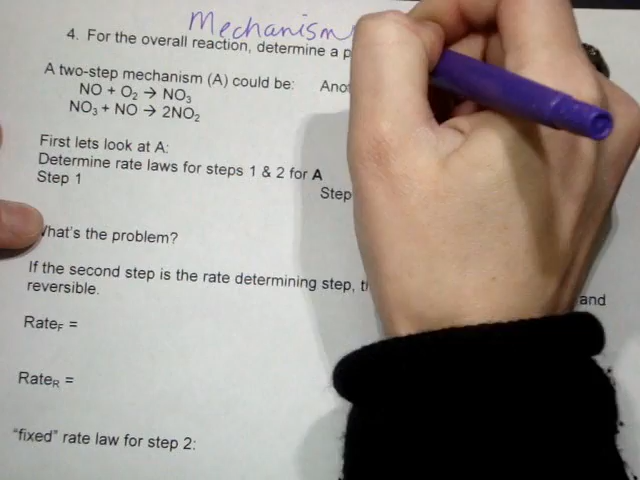 Mechanism
4. For the overall reaction, determine a
A two-step mechanism (A) could be:
NO + O₂ → NO₃
NO₃ + NO → 2NO₂
First lets look at A:
Determine rate laws for steps 1 & 2 for A
Step 1 Step
What's the problem?
If the second step is the rate determining step, and
reversible.
Rate_F =
Rate_R =
"fixed" rate law for step 2: